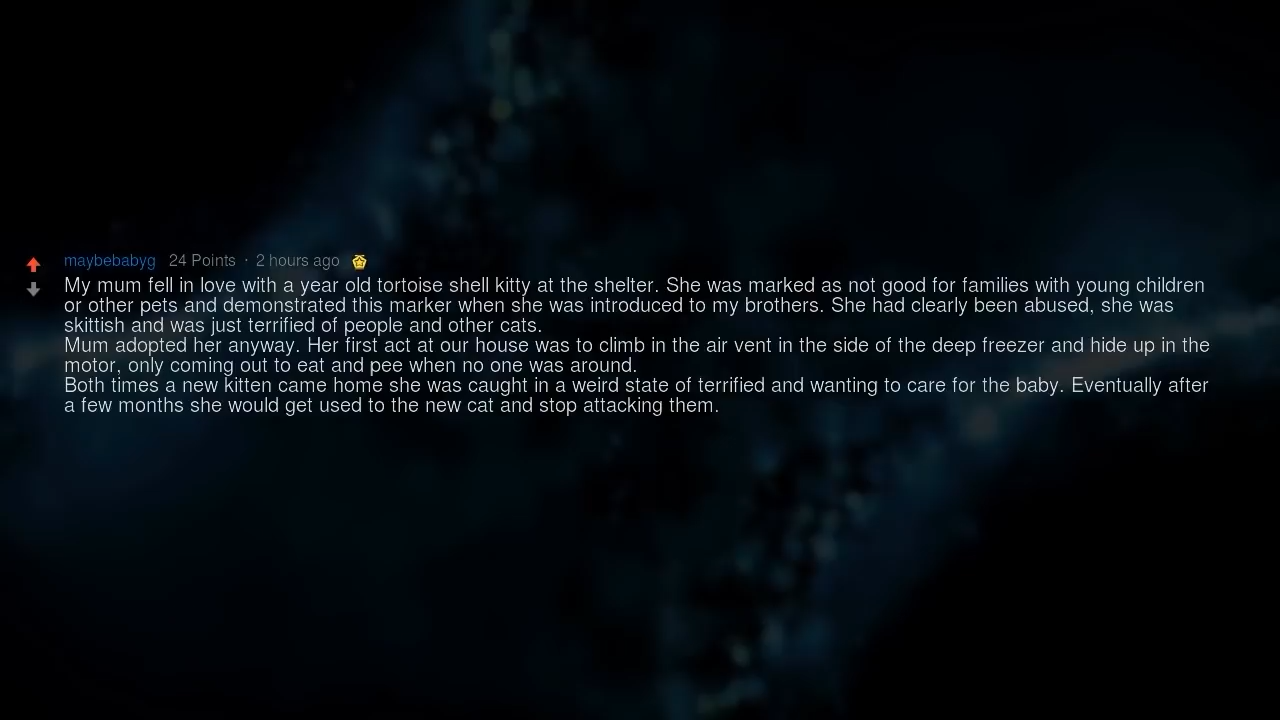 maybebabyg 24 Points · 2 hours ago
My mum fell in love with a year old tortoise shell kitty at the shelter. She was marked as not good for families with young children
or other pets and demonstrated this marker when she was introduced to my brothers. She had clearly been abused, she was
skittish and was just terrified of people and other cats.
Mum adopted her anyway. Her first act at our house was to climb in the air vent in the side of the deep freezer and hide up in the
motor, only coming out to eat and pee when no one was around.
Both times a new kitten came home she was caught in a weird state of terrified and wanting to care for the baby. Eventually after
a few months she would get used to the new cat and stop attacking them.